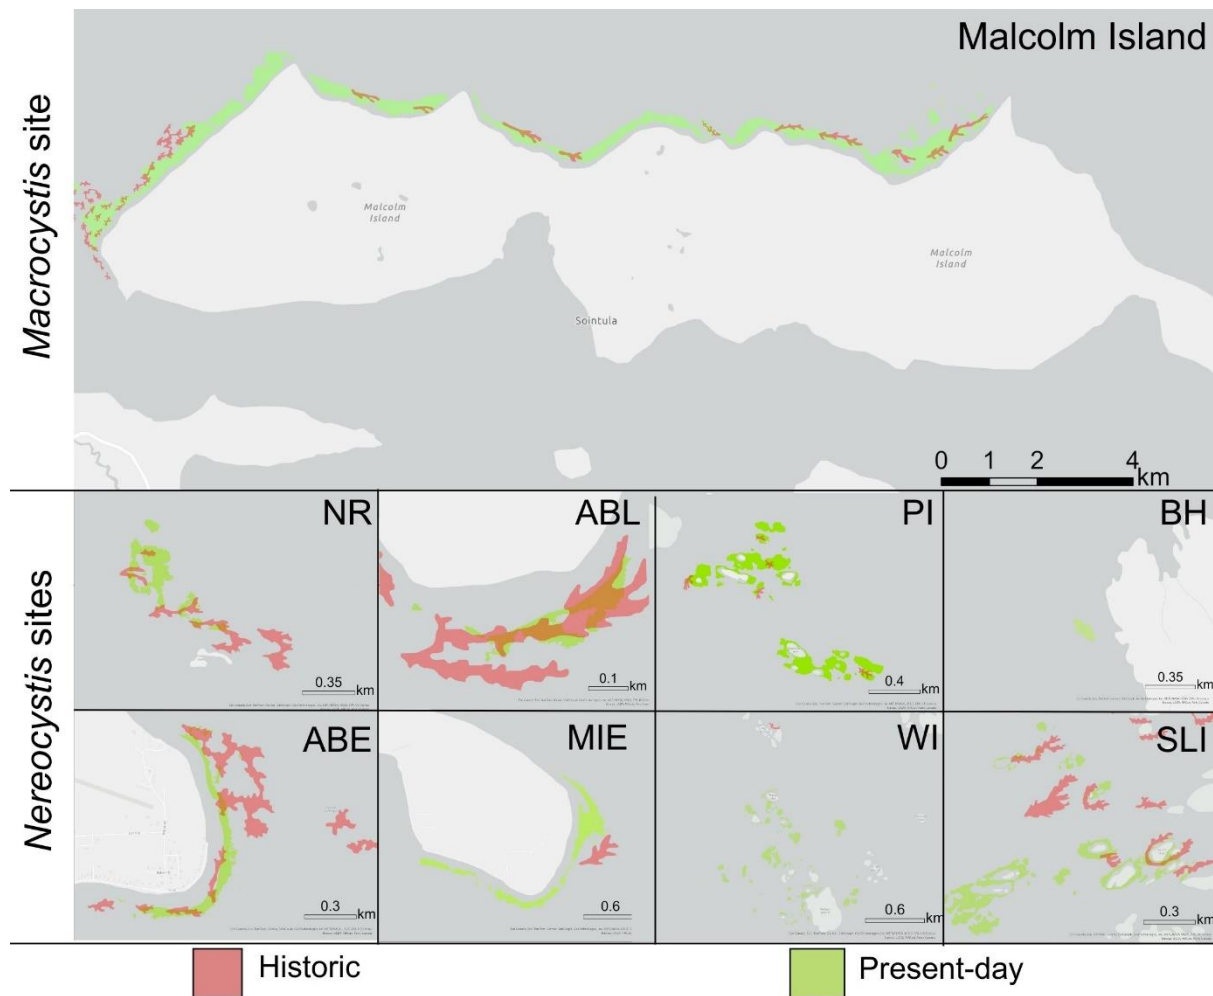 Malcolm Island
Macrocystis site
Malcolm
Island
Malcolm
Island
Sointula
0 1 2 4
km
Nereocystis sites
NR
0.35
km
ABL
0.1
km
PI
0.4
km
BH
0.35
km
ABE
0.3
km
MIE
0.6
WI
0.6
km
SLI
0.3
km
Historic
Present-day